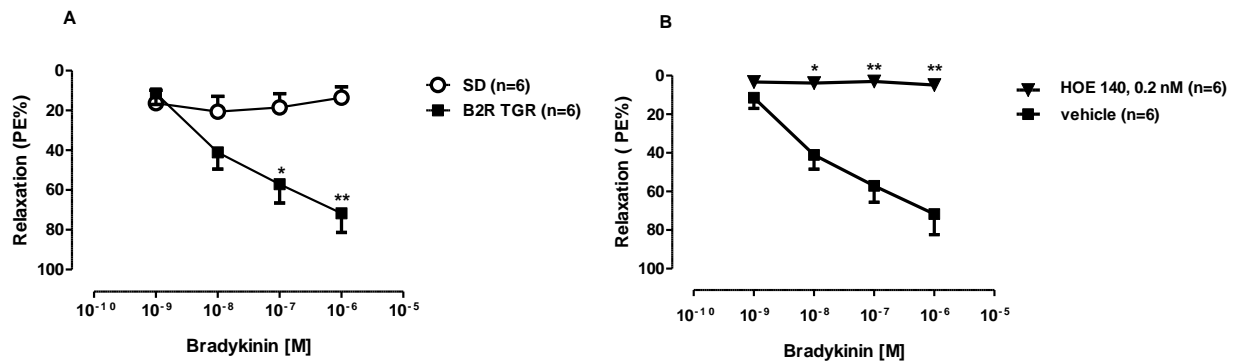 A
Relaxation (PE%)
0
20
40
60
80
100
*
**
SD (n=6)
B2R TGR (n=6)
10⁻¹⁰ 10⁻⁹ 10⁻⁸ 10⁻⁷ 10⁻⁶ 10⁻⁵
Bradykinin [M]
B
Relaxation ( PE%)
0
20
40
60
80
100
* ** **
HOE 140, 0.2 nM (n=6)
vehicle (n=6)
10⁻¹⁰ 10⁻⁹ 10⁻⁸ 10⁻⁷ 10⁻⁶ 10⁻⁵
Bradykinin [M]